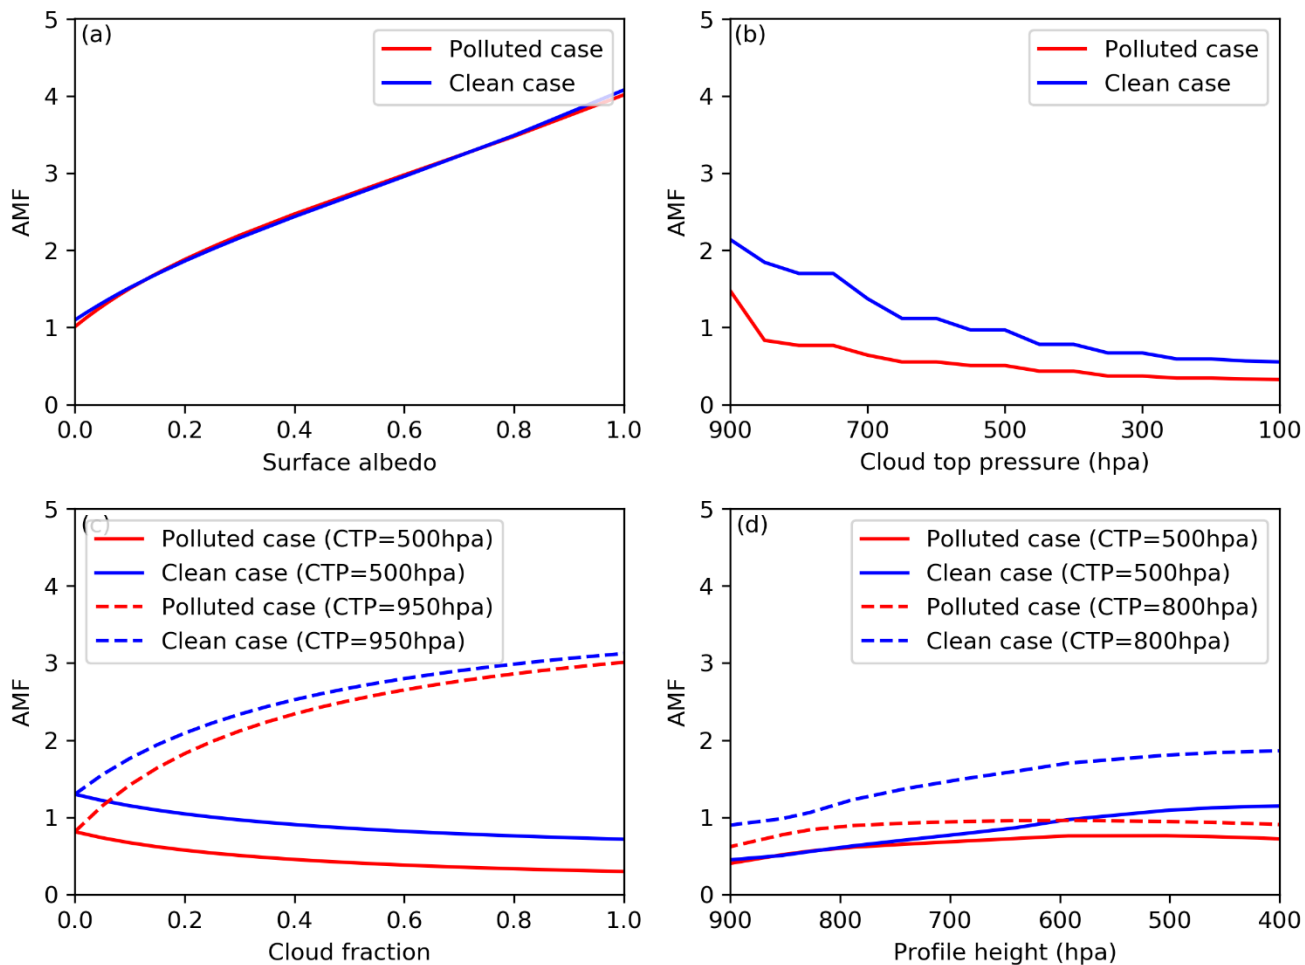 (a)
Polluted case
Clean case
AMF
5
4
3
2
1
0
0.0 0.2 0.4 0.6 0.8 1.0
Surface albedo
(b)
Polluted case
Clean case
AMF
5
4
3
2
1
0
900 700 500 300 100
Cloud top pressure (hpa)
(c)
Polluted case (CTP=500hpa)
Clean case (CTP=500hpa)
Polluted case (CTP=950hpa)
Clean case (CTP=950hpa)
AMF
5
4
3
2
1
0
0.0 0.2 0.4 0.6 0.8 1.0
Cloud fraction
(d)
Polluted case (CTP=500hpa)
Clean case (CTP=500hpa)
Polluted case (CTP=800hpa)
Clean case (CTP=800hpa)
AMF
5
4
3
2
1
0
900 800 700 600 500 400
Profile height (hpa)